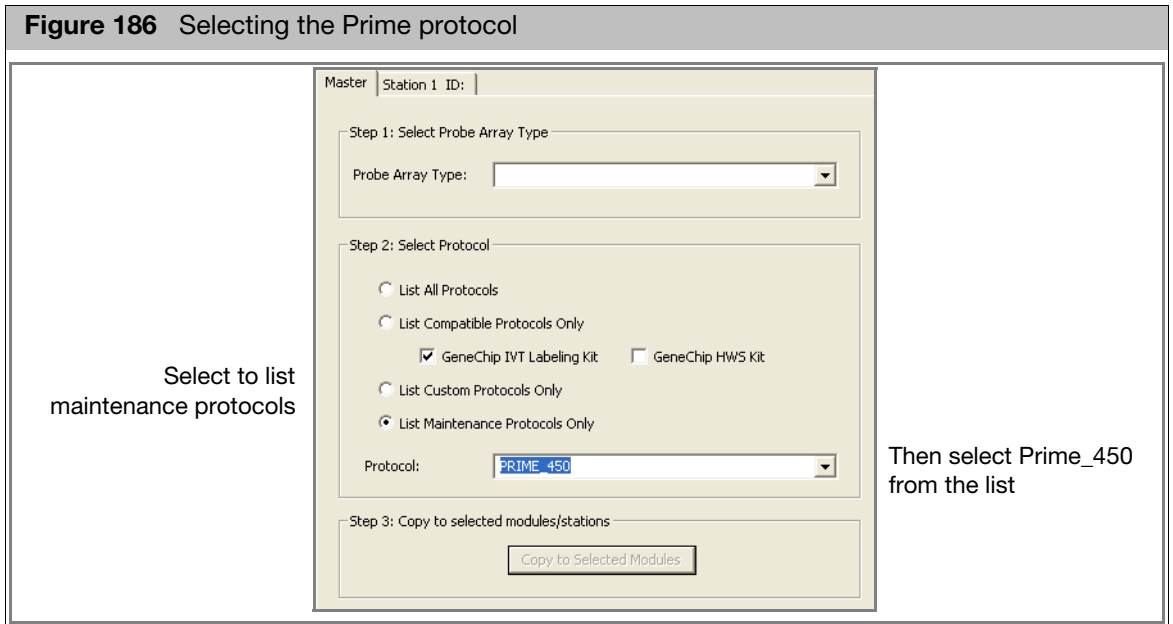 Figure 186 Selecting the Prime protocol
Master
Station 1 ID:
Step 1: Select Probe Array Type
Probe Array Type:
Step 2: Select Protocol
List All Protocols
List Compatible Protocols Only
GeneChip IVT Labeling Kit
GeneChip HWS Kit
List Custom Protocols Only
Select to list
maintenance protocols
List Maintenance Protocols Only
Protocol:
PRIME_450
Then select Prime_450
from the list
Step 3: Copy to selected modules/stations
Copy to Selected Modules